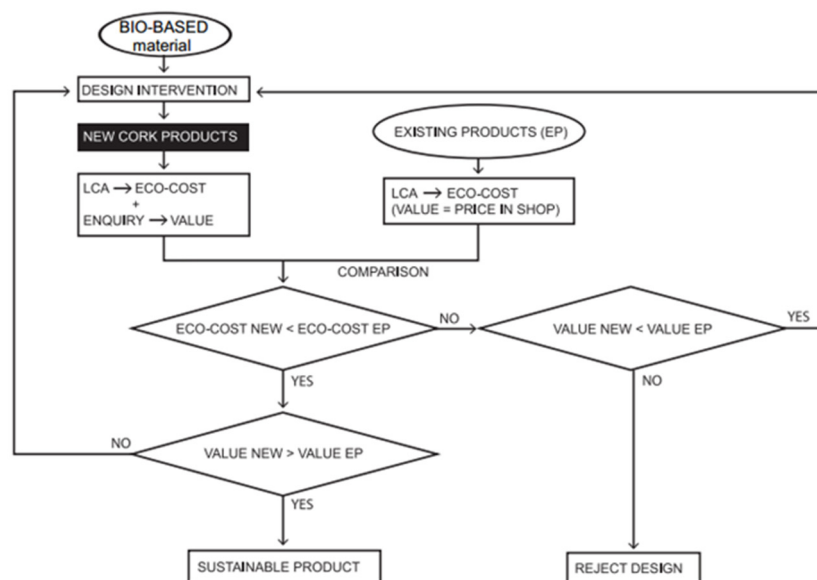 BIO-BASED
material
DESIGN INTERVENTION
NEW CORK PRODUCTS
EXISTING PRODUCTS (EP)
LCA → ECO-COST
+
ENQUIRY → VALUE
LCA → ECO-COST
(VALUE = PRICE IN SHOP)
COMPARISON
ECO-COST NEW < ECO-COST EP
NO
VALUE NEW < VALUE EP
YES
YES
NO
NO
VALUE NEW > VALUE EP
YES
SUSTAINABLE PRODUCT
REJECT DESIGN